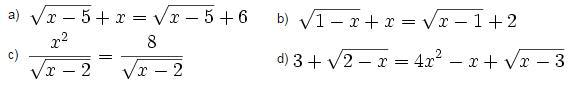 a) √(x − 5) + x = √(x − 5) + 6 b) √(1 − x) + x = √(x − 1) + 2
c) x²/√(x − 2) = 8/√(x − 2) d) 3 + √(2 − x) = 4x² − x + √(x − 3)